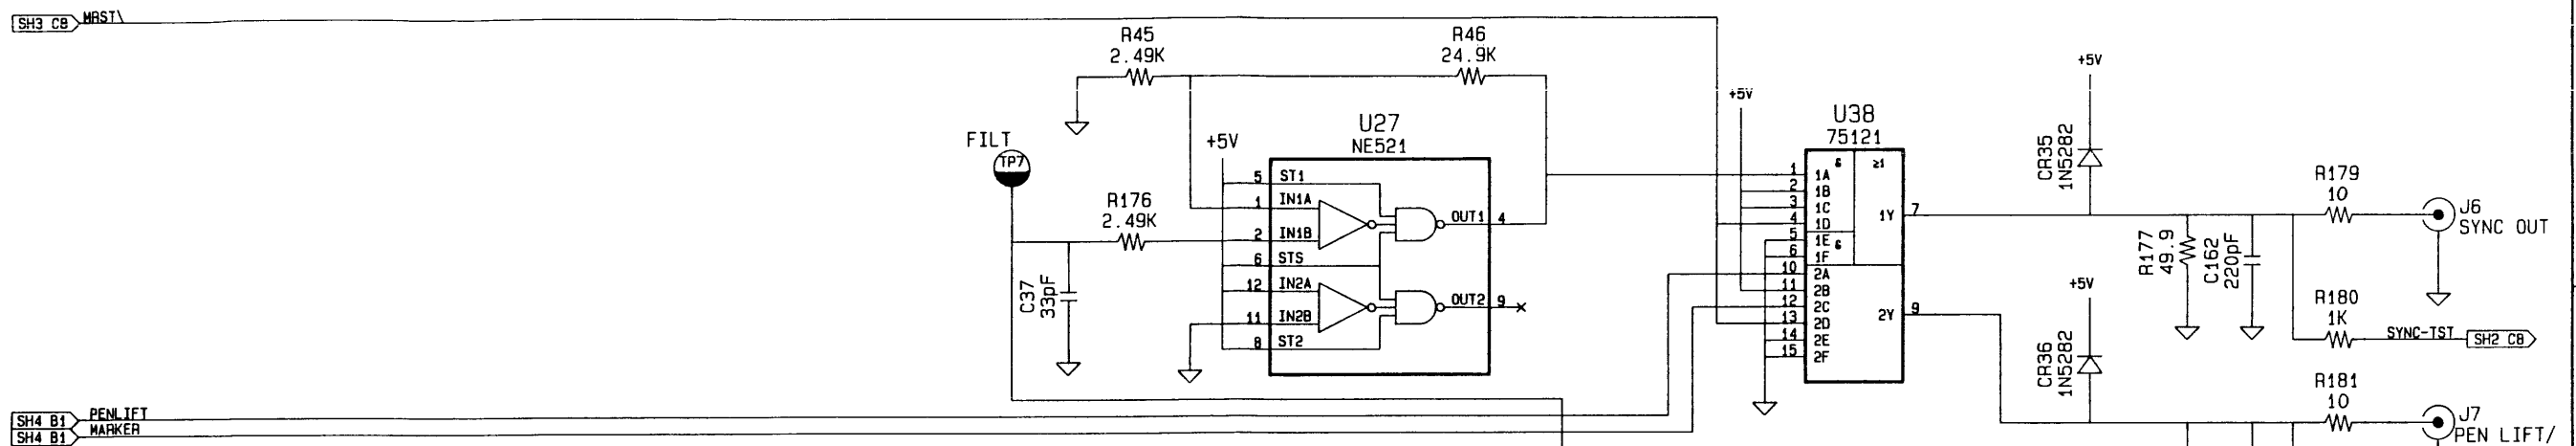 SH3 C8 MRST\
R45
2.49K
R46
24.9K
+5V
+5V
U38
75121
U27
NE521
FILT
TP7
+5V
CR35
1N5282
R179
10
J6
SYNC OUT
5 ST1
1 IN1A
2 IN1B
6 STS
12 IN2A
11 IN2B
8 ST2
OUT1 4
OUT2 9
R176
2.49K
C37
33pF
& ≥1
&
1 1A
2 1B
3 1C
4 1D
5 1E
6 1F
10 2A
11 2B
12 2C
13 2D
14 2E
15 2F
1Y 7
2Y 9
R177
49.9
C162
220pF
+5V
CR36
1N5282
R180
1K
SYNC-TST SH2 C8
R181
10
J7
PEN LIFT/
SH4 B1 PENLIFT
SH4 B1 MARKER